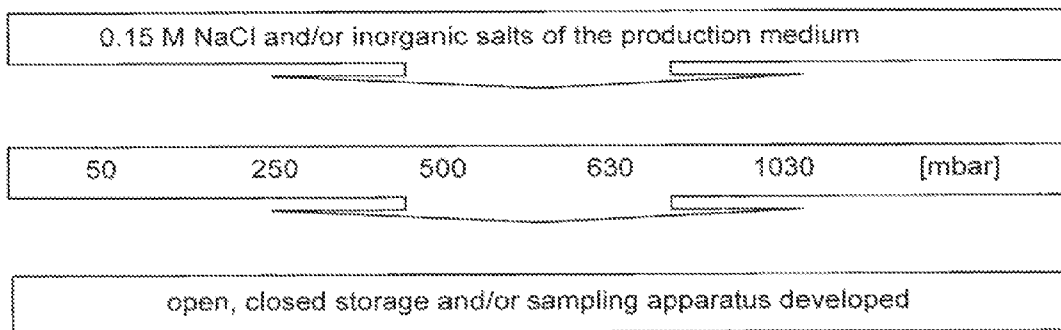 0.15 M NaCl and/or inorganic salts of the production medium
50 250 500 630 1030 [mbar]
open, closed storage and/or sampling apparatus developed